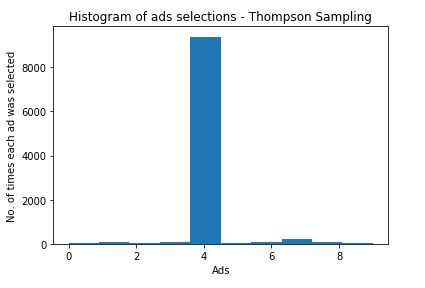 Histogram of ads selections - Thompson Sampling
No. of times each ad was selected
8000
6000
4000
2000
0
0 2 4 6 8
Ads